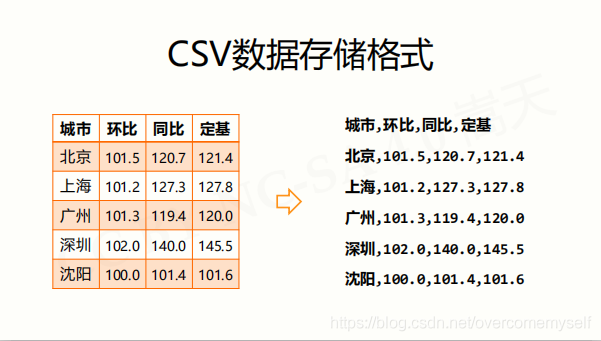 CSV数据存储格式
城市 环比 同比 定基
北京 101.5 120.7 121.4
上海 101.2 127.3 127.8
广州 101.3 119.4 120.0
深圳 102.0 140.0 145.5
沈阳 100.0 101.4 101.6
城市,环比,同比,定基
北京,101.5,120.7,121.4
上海,101.2,127.3,127.8
广州,101.3,119.4,120.0
深圳,102.0,140.0,145.5
沈阳,100.0,101.4,101.6
https://blog.csdn.net/overcomemyself